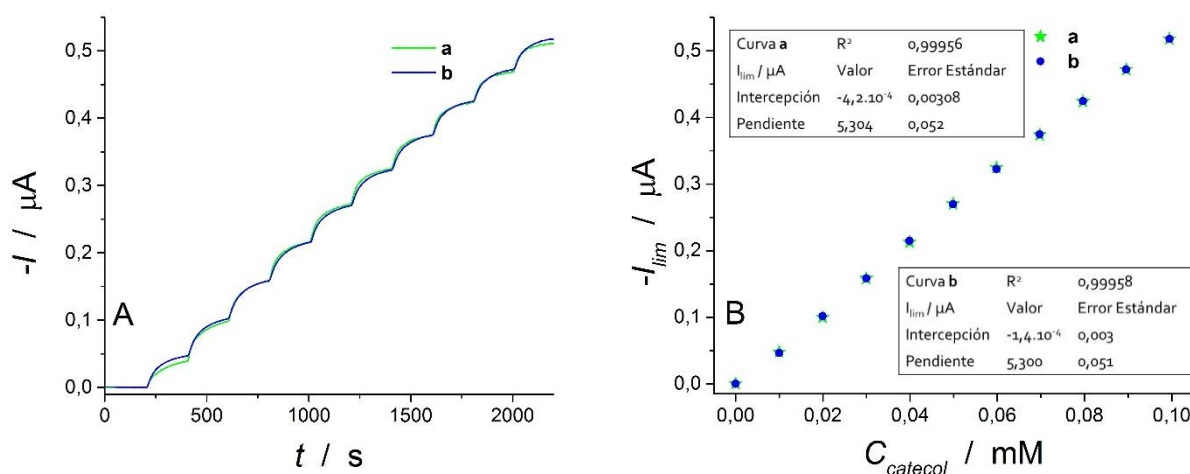 0,5
0,4
0,3
0,2
0,1
0,0
-I / μA
a
b
A
0
500
1000
1500
2000
t / s
0,5
0,4
0,3
0,2
0,1
0,0
-I_lim / μA
Curva a R² 0,99956
I_lim / μA Valor Error Estándar
Intercepción -4,2.10⁻⁴ 0,00308
Pendiente 5,304 0,052
a
b
B
Curva b R² 0,99958
I_lim / μA Valor Error Estándar
Intercepción -1,4.10⁻⁴ 0,003
Pendiente 5,300 0,051
0,00
0,02
0,04
0,06
0,08
0,10
C_catecol / mM